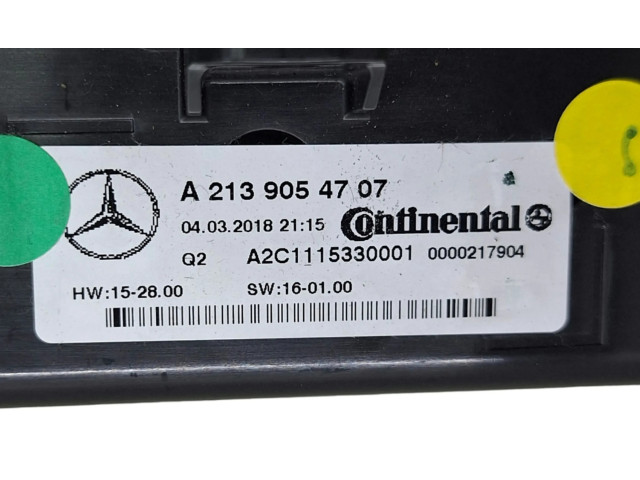 A 213 905 47 07
04.03.2018 21:15 Continental
Q2 A2C1115330001 0000217904
HW:15-28.00 SW:16-01.00